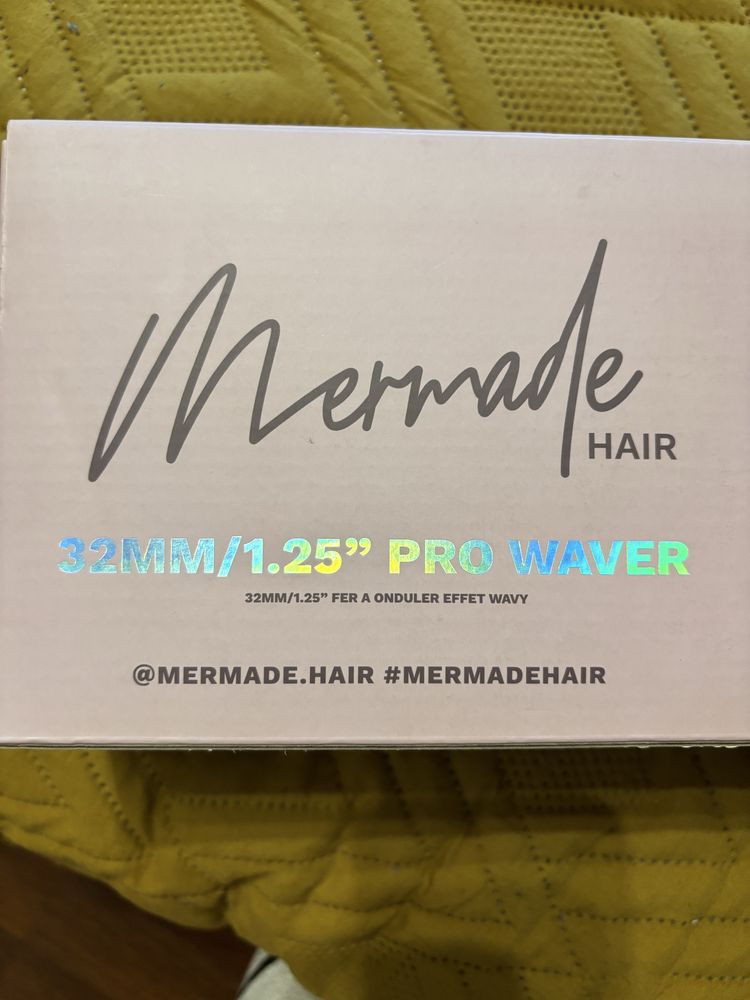 Mermade
HAIR
32MM/1.25” PRO WAVER
32MM/1.25” FER A ONDULER EFFET WAVY
@MERMADE.HAIR #MERMADEHAIR